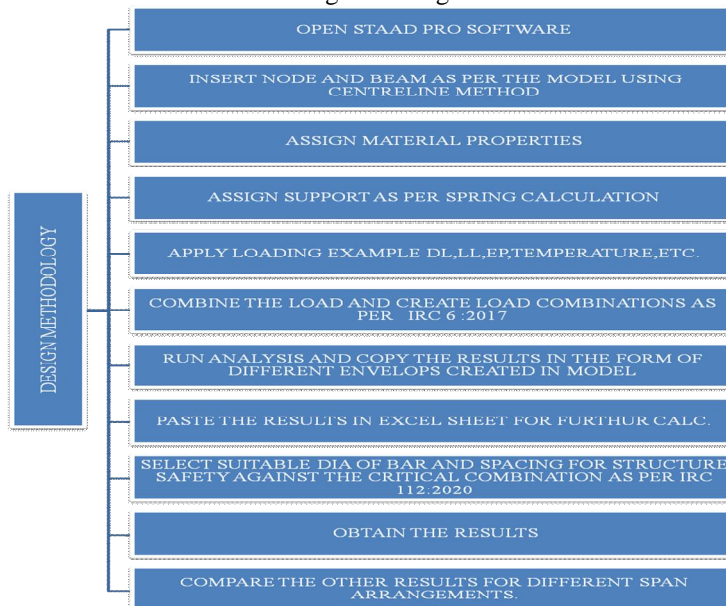 OPEN STAAD PRO SOFTWARE
INSERT NODE AND BEAM AS PER THE MODEL USING
CENTRELINE METHOD
ASSIGN MATERIAL PROPERTIES
ASSIGN SUPPORT AS PER SPRING CALCULATION
APPLY LOADING EXAMPLE DL,LL,EP,TEMPERATURE,ETC.
COMBINE THE LOAD AND CREATE LOAD COMBINATIONS AS
PER IRC 6 :2017
RUN ANALYSIS AND COPY THE RESULTS IN THE FORM OF
DIFFERENT ENVELOPS CREATED IN MODEL
PASTE THE RESULTS IN EXCEL SHEET FOR FURTHUR CALC.
SELECT SUITABLE DIA OF BAR AND SPACING FOR STRUCTURE
SAFETY AGAINST THE CRITICAL COMBINATION AS PER IRC
112:2020
OBTAIN THE RESULTS
COMPARE THE OTHER RESULTS FOR DIFFERENT SPAN
ARRANGEMENTS.
DESIGN METHODOLOGY